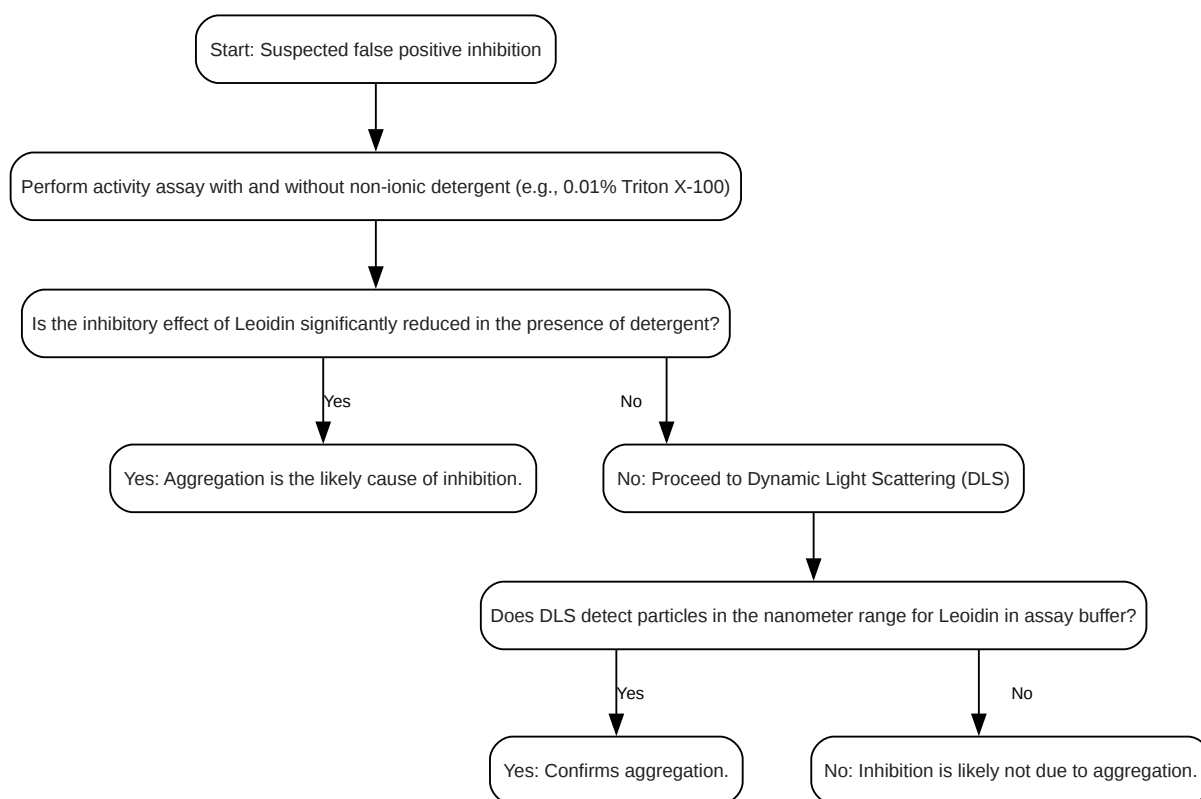 Start: Suspected false positive inhibition
Perform activity assay with and without non-ionic detergent (e.g., 0.01% Triton X-100)
Is the inhibitory effect of Leoidin significantly reduced in the presence of detergent?
Yes
No
Yes: Aggregation is the likely cause of inhibition.
No: Proceed to Dynamic Light Scattering (DLS)
Does DLS detect particles in the nanometer range for Leoidin in assay buffer?
Yes
No
Yes: Confirms aggregation.
No: Inhibition is likely not due to aggregation.